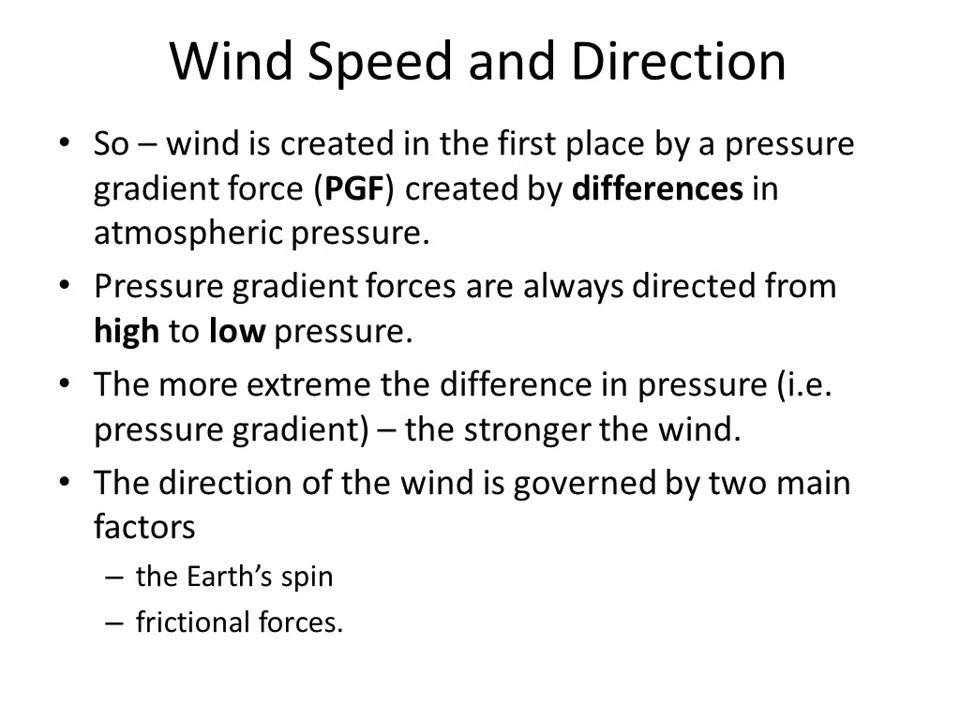 Wind Speed and Direction
• So – wind is created in the first place by a pressure
gradient force (PGF) created by differences in
atmospheric pressure.
• Pressure gradient forces are always directed from
high to low pressure.
• The more extreme the difference in pressure (i.e.
pressure gradient) – the stronger the wind.
• The direction of the wind is governed by two main
factors
– the Earth’s spin
– frictional forces.